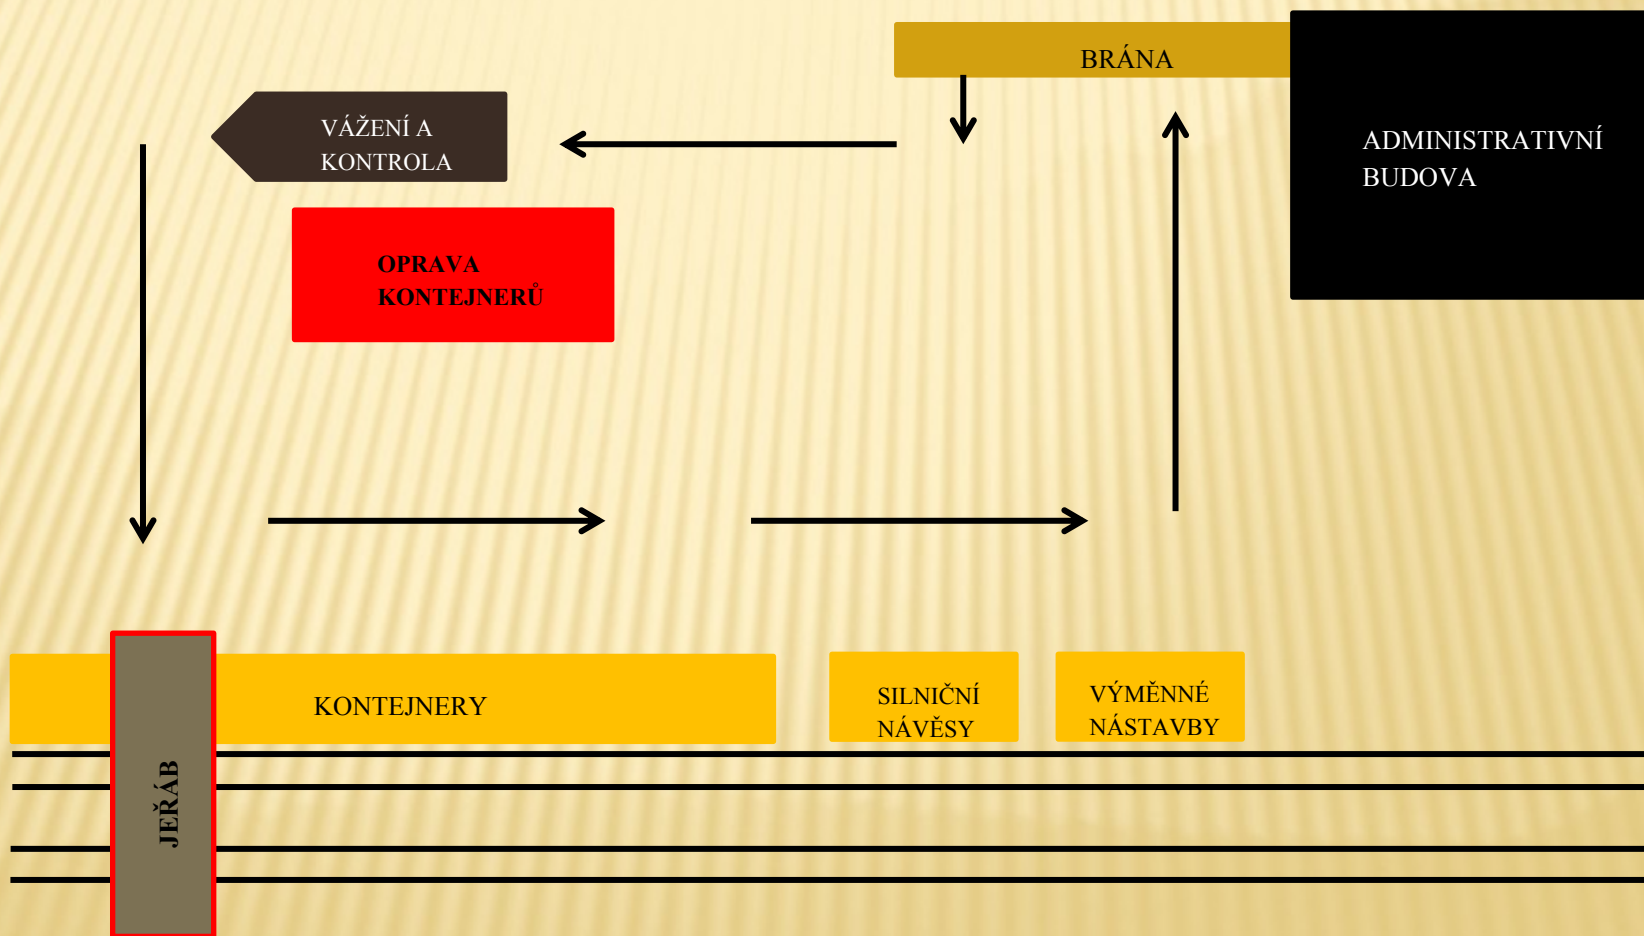 BRÁNA
ADMINISTRATIVNÍ
BUDOVA
VÁŽENÍ A
KONTROLA
OPRAVA
KONTEJNERŮ
KONTEJNERY
SILNIČNÍ
NÁVĚSY
VÝMĚNNÉ
NÁSTAVBY
JEŘÁB